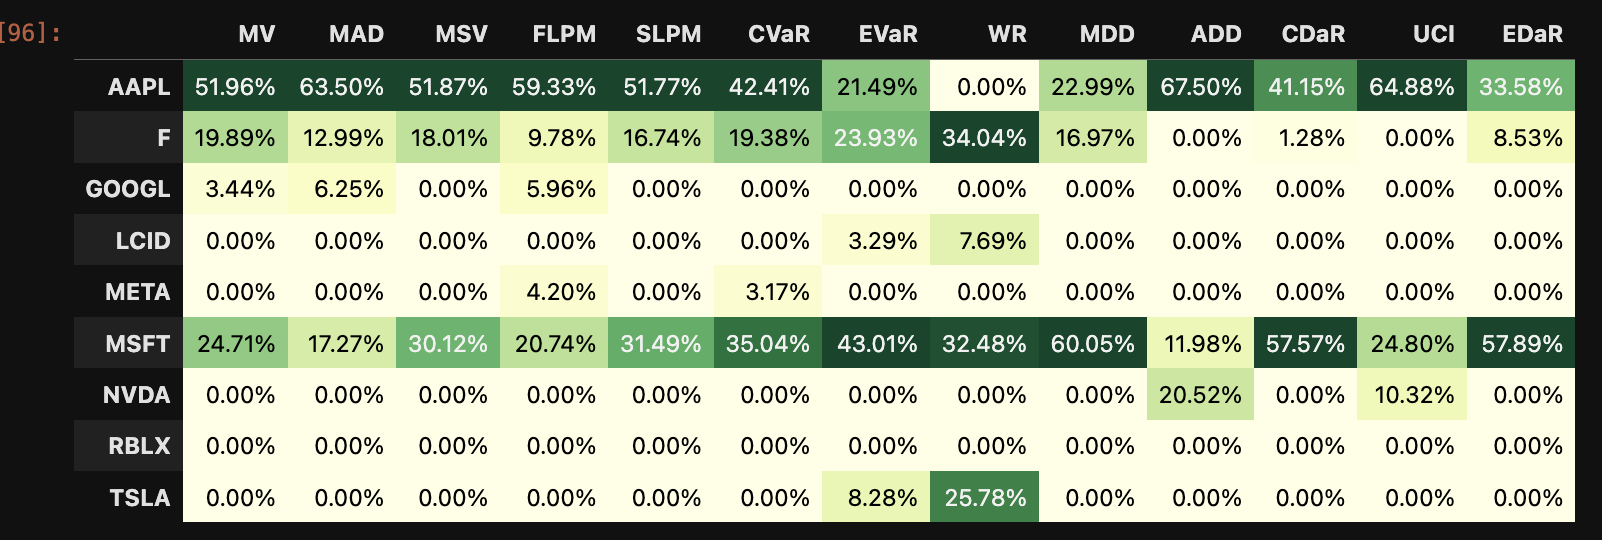 [96]:
MV MAD MSV FLPM SLPM CVaR EVaR WR MDD ADD CDaR UCI EDaR
AAPL 51.96% 63.50% 51.87% 59.33% 51.77% 42.41% 21.49% 0.00% 22.99% 67.50% 41.15% 64.88% 33.58%
F 19.89% 12.99% 18.01% 9.78% 16.74% 19.38% 23.93% 34.04% 16.97% 0.00% 1.28% 0.00% 8.53%
GOOGL 3.44% 6.25% 0.00% 5.96% 0.00% 0.00% 0.00% 0.00% 0.00% 0.00% 0.00% 0.00% 0.00%
LCID 0.00% 0.00% 0.00% 0.00% 0.00% 0.00% 3.29% 7.69% 0.00% 0.00% 0.00% 0.00% 0.00%
META 0.00% 0.00% 0.00% 4.20% 0.00% 3.17% 0.00% 0.00% 0.00% 0.00% 0.00% 0.00% 0.00%
MSFT 24.71% 17.27% 30.12% 20.74% 31.49% 35.04% 43.01% 32.48% 60.05% 11.98% 57.57% 24.80% 57.89%
NVDA 0.00% 0.00% 0.00% 0.00% 0.00% 0.00% 0.00% 0.00% 0.00% 20.52% 0.00% 10.32% 0.00%
RBLX 0.00% 0.00% 0.00% 0.00% 0.00% 0.00% 0.00% 0.00% 0.00% 0.00% 0.00% 0.00% 0.00%
TSLA 0.00% 0.00% 0.00% 0.00% 0.00% 0.00% 8.28% 25.78% 0.00% 0.00% 0.00% 0.00% 0.00%